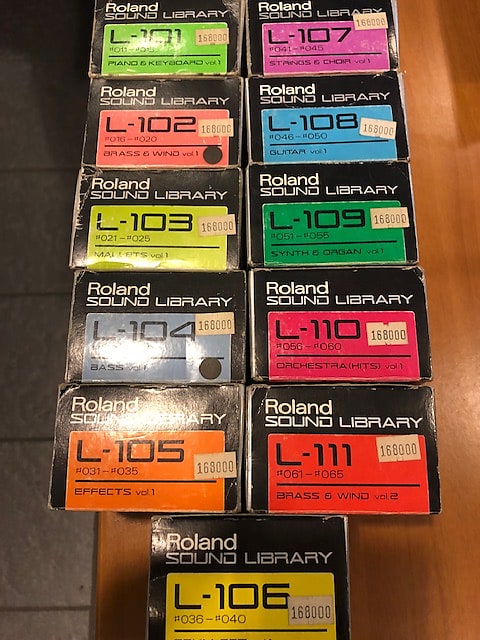 Roland
SOUND LIBRARY
L-101
168000
PIANO & KEYBOARD vol.1
Roland
SOUND LIBRARY
L-102
168000
#016-#020
BRASS & WIND vol.1
Roland
SOUND LIBRARY
L-103
168000
#021-#025
MALLETS vol.1
Roland
SOUND LIBRARY
L-104
168000
BASS
Roland
SOUND LIBRARY
L-105
#031-#035
168000
EFFECTS vol.1
Roland
SOUND LIBRARY
L-106
#036-#040
168000
Roland
SOUND LIBRARY
168000
L-107
#041-#045
STRINGS & CHOIR vol.1
Roland
SOUND LIBRARY
L-108
168000
#046-#050
GUITAR vol.1
Roland
SOUND LIBRARY
L-109
168000
#051-#055
SYNTH & ORGAN vol.1
Roland
SOUND LIBRARY
L-110
168000
#056-#060
ORCHESTRA(HITS) vol.1
Roland
SOUND LIBRARY
L-111
168000
#061-#065
BRASS & WIND vol.2